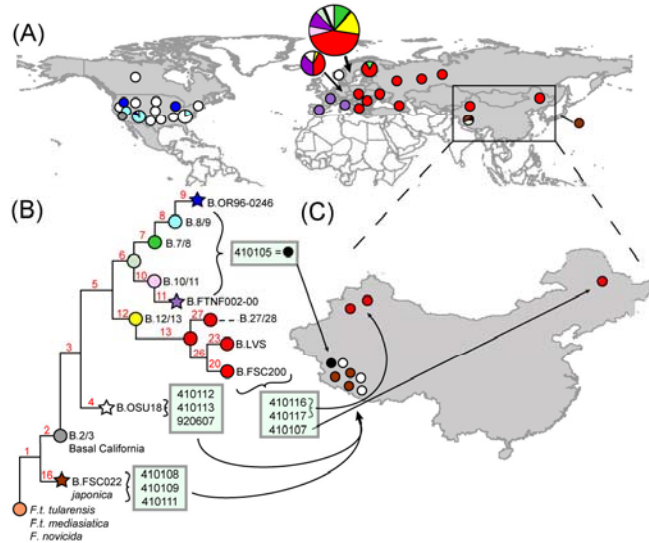 (A)
(B)
(C)
9
B.OR96-0246
8
B.8/9
7
B.7/8
6
10
B.10/11
5
11
B.FTNF002-00
410105 =
12
B.12/13
27
B.27/28
13
23
B.LVS
26
20
B.FSC200
3
4
B.OSU18
410112
410113
920607
410116
410117
410107
2
B.2/3
Basal California
1
16
B.FSC022
japonica
410108
410109
410111
F.t. tularensis
F.t. mediasiatica
F. novicida